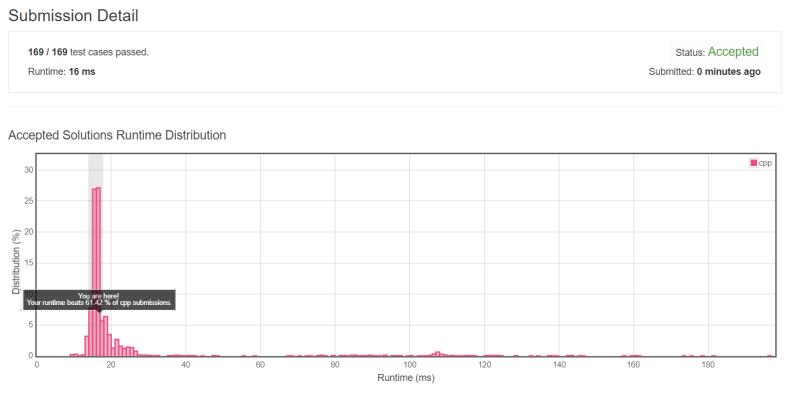 Submission Detail
169 / 169 test cases passed.
Status: Accepted
Runtime: 16 ms
Submitted: 0 minutes ago
Accepted Solutions Runtime Distribution
cpp
Distribution (%)
30
25
20
15
10
5
0
You are here!
Your runtime beats 61.42 % of cpp submissions.
0 20 40 60 80 100 120 140 160 180
Runtime (ms)